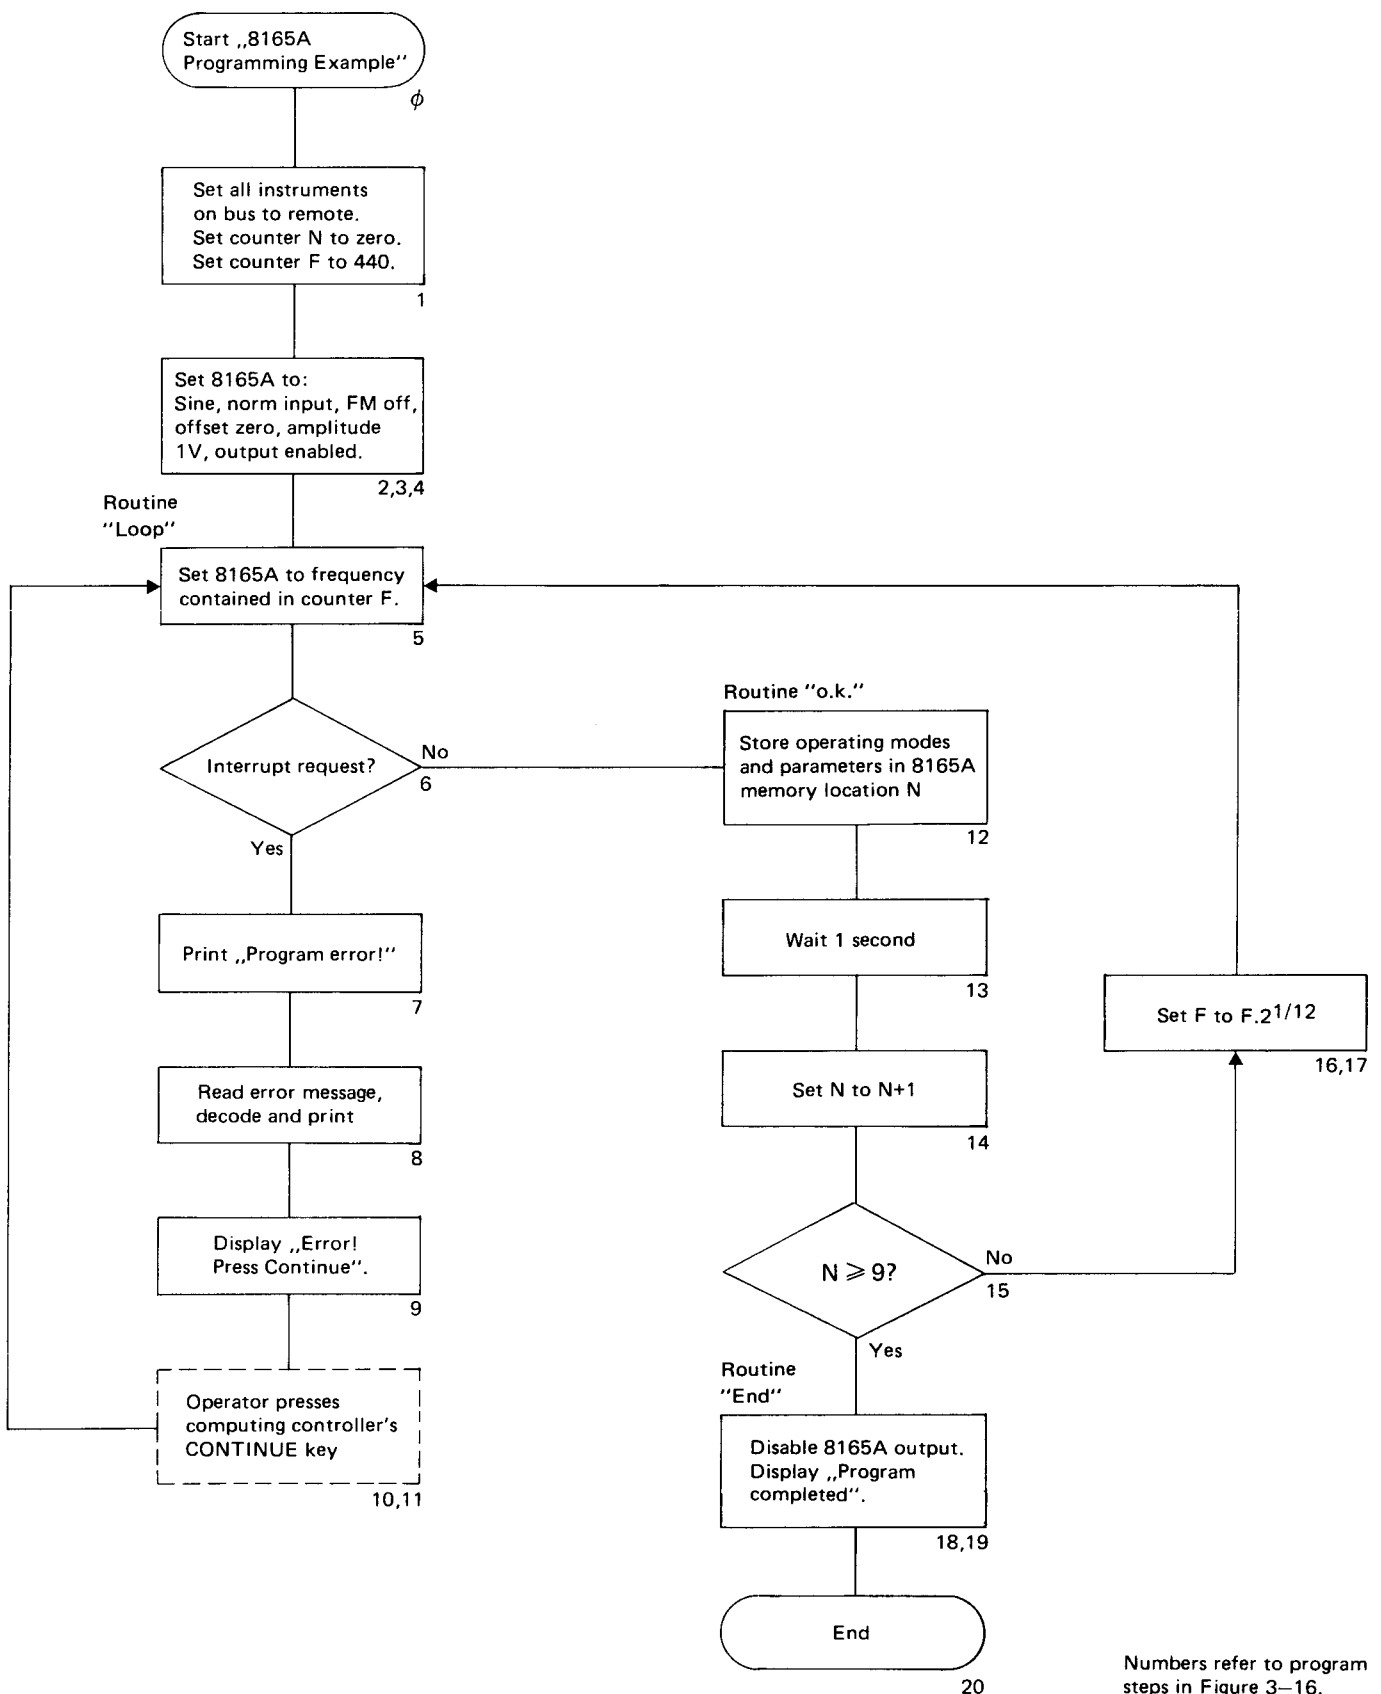 Start „8165A
Programming Example"
ϕ
Set all instruments
on bus to remote.
Set counter N to zero.
Set counter F to 440.
1
Set 8165A to:
Sine, norm input, FM off,
offset zero, amplitude
1V, output enabled.
2,3,4
Routine
"Loop"
Set 8165A to frequency
contained in counter F.
5
Interrupt request?
No
6
Yes
Print „Program error!"
7
Read error message,
decode and print
8
Display „Error!
Press Continue".
9
Operator presses
computing controller's
CONTINUE key
10,11
Routine "o.k."
Store operating modes
and parameters in 8165A
memory location N
12
Wait 1 second
13
Set N to N+1
14
N ⩾ 9?
No
15
Yes
Set F to F.2^1/12
16,17
Routine
"End"
Disable 8165A output.
Display „Program
completed".
18,19
End
20
Numbers refer to program
steps in Figure 3–16.